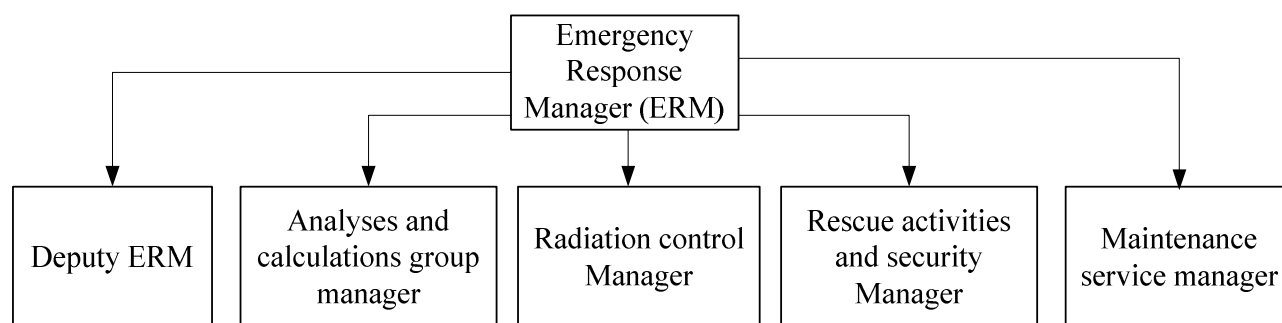 Emergency
Response
Manager (ERM)
Deputy ERM
Analyses and
calculations group
manager
Radiation control
Manager
Rescue activities
and security
Manager
Maintenance
service manager